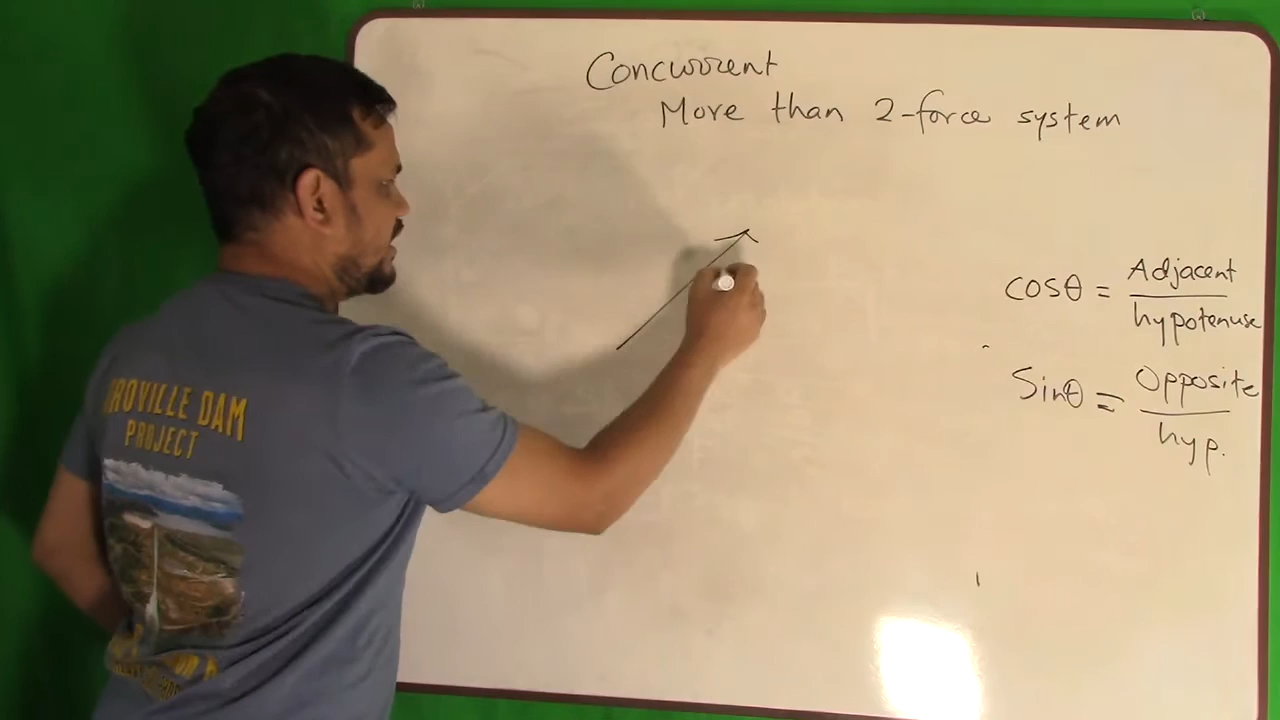 Concurrent
More than 2-force system
cosθ = Adjacent / hypotenuse
Sinθ = Opposite / hyp.
OROVILLE DAM
PROJECT